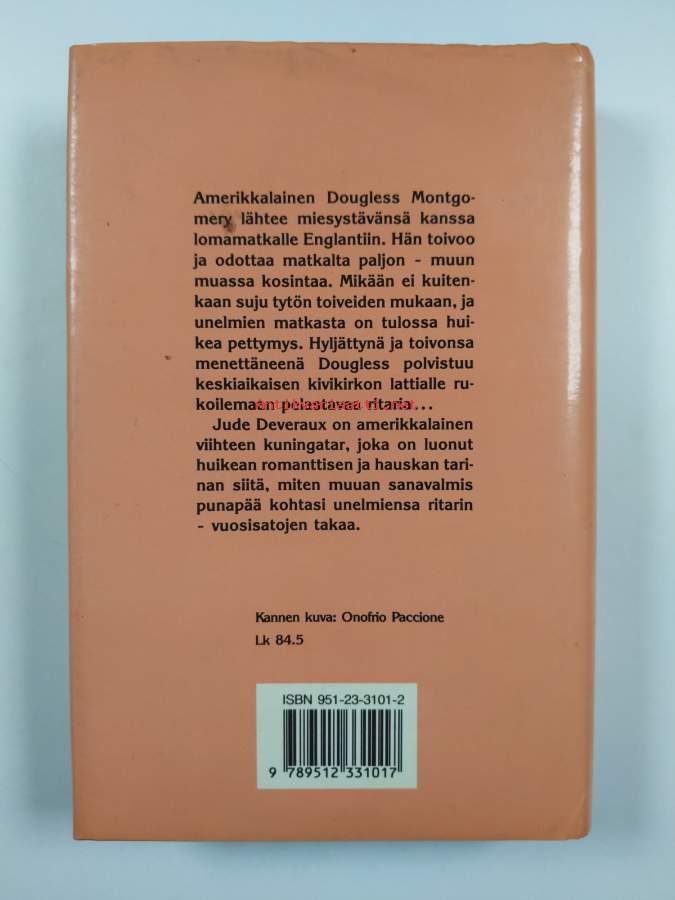 Amerikkalainen Dougless Montgo-
mery lähtee miesystävänsä kanssa
lomamatkalle Englantiin. Hän toivoo
ja odottaa matkalta paljon - muun
muassa kosintaa. Mikään ei kuiten-
kaan suju tytön toiveiden mukaan, ja
unelmien matkasta on tulossa hui-
kea pettymys. Hyljättynä ja toivonsa
menettäneenä Dougless polvistuu
keskiaikaisen kivikirkon lattialle ru-
koilemaan pelastavaa ritaria...
Jude Deveraux on amerikkalainen
viihteen kuningatar, joka on luonut
huikean romanttisen ja hauskan tari-
nan siitä, miten muuan sanavalmis
punapää kohtasi unelmiensa ritarin
- vuosisatojen takaa.
Kannen kuva: Onofrio Paccione
Lk 84.5
ISBN 951-23-3101-2
9 789512 331017